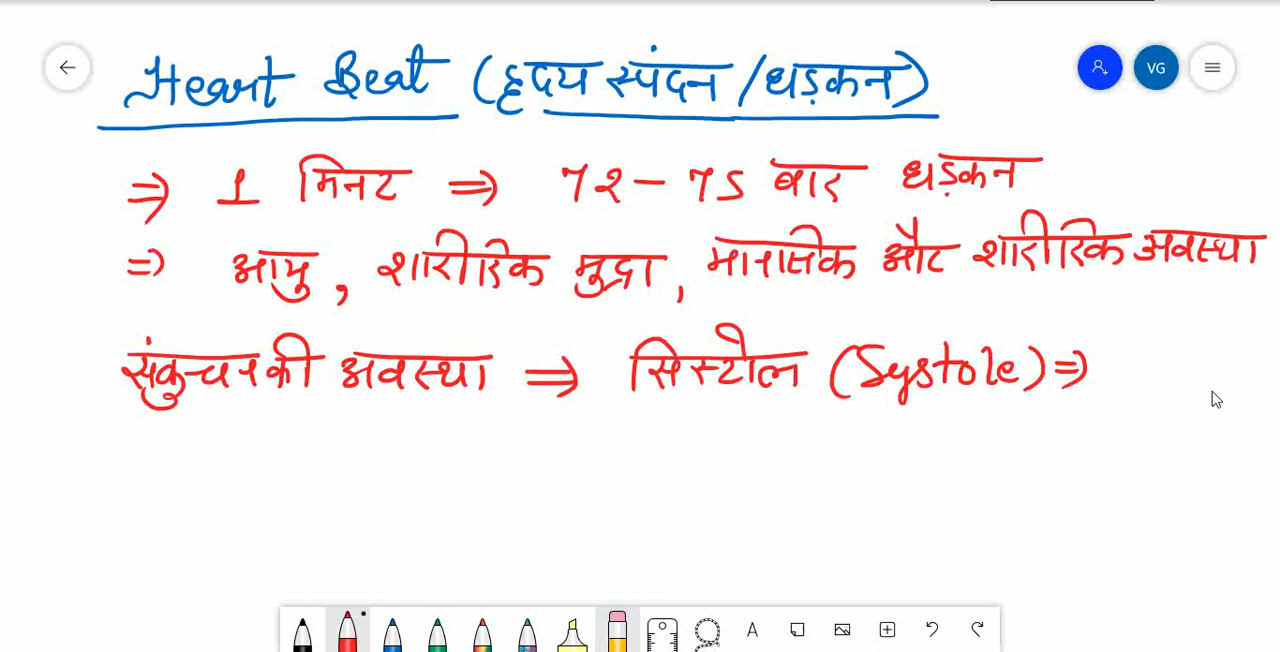 Heart Beat (हृदय स्पंदन / धड़कन)
VG
⇒ 1 मिनट ⇒ 72 - 75 बार धड़कन
⇒ आयु, शारीरिक मुद्रा, मानसिक और शारीरिक अवस्था
संकुचन की अवस्था ⇒ सिस्टोल (Systole) ⇒
A